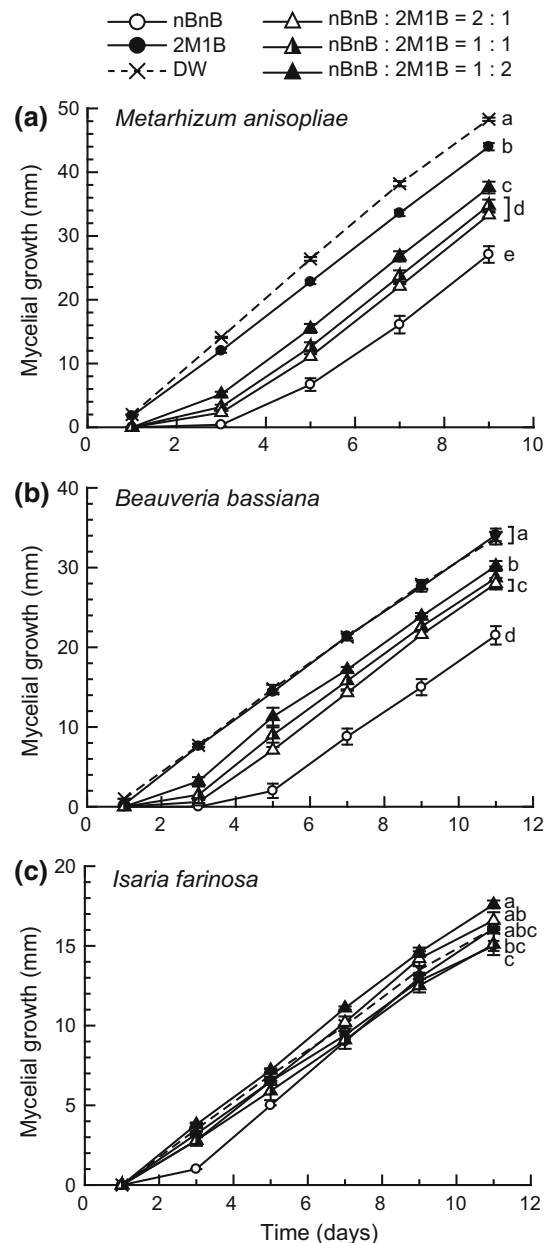 nBnB
2M1B
DW
nBnB : 2M1B = 2 : 1
nBnB : 2M1B = 1 : 1
nBnB : 2M1B = 1 : 2
(a)
Metarhizum anisopliae
Mycelial growth (mm)
50
40
30
20
10
0
a
b
c
d
e
0 2 4 6 8 10
(b)
Beauveria bassiana
Mycelial growth (mm)
40
30
20
10
0
a
b
c
d
0 2 4 6 8 10 12
(c)
Isaria farinosa
Mycelial growth (mm)
20
15
10
5
0
a
ab
abc
bc
c
0 2 4 6 8 10 12
Time (days)